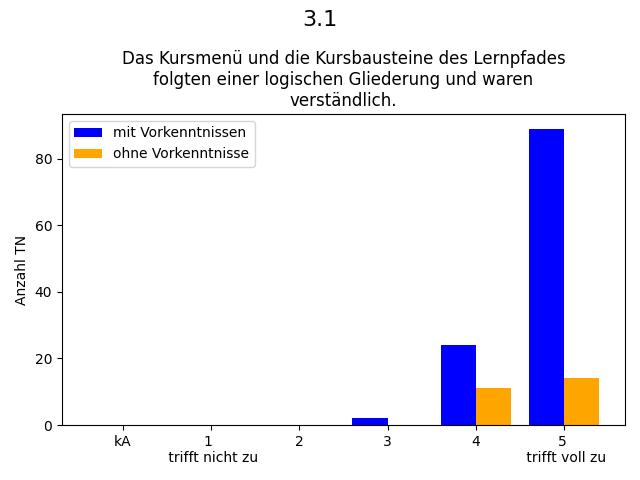 3.1
Das Kursmenü und die Kursbausteine des Lernpfades
folgten einer logischen Gliederung und waren
verständlich.
mit Vorkenntnissen
ohne Vorkenntnisse
Anzahl TN
80
60
40
20
0
kA 1 2 3 4 5
trifft nicht zu trifft voll zu